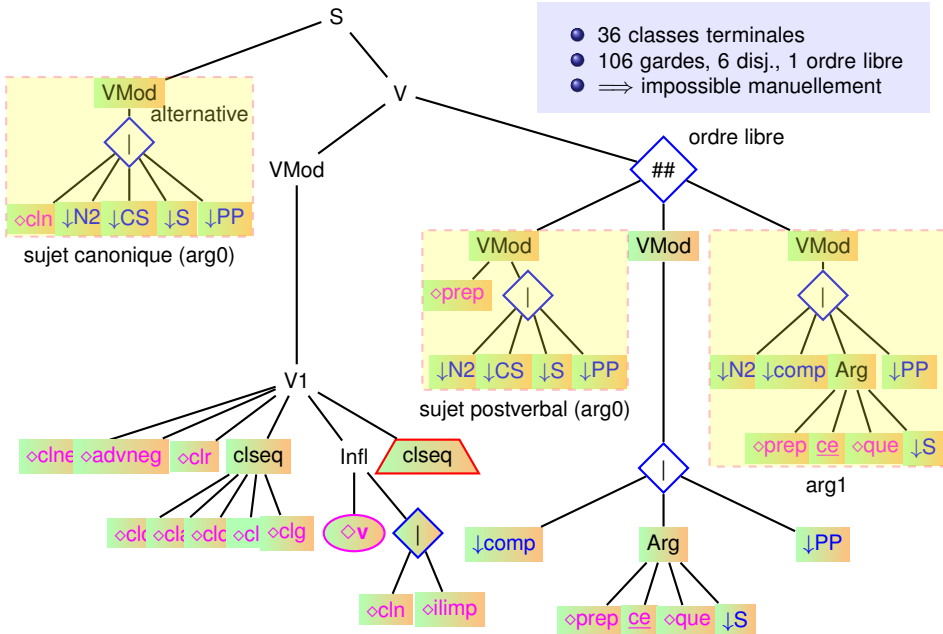 S
36 classes terminales
106 gardes, 6 disj., 1 ordre libre
⟹ impossible manuellement
VMod
V
alternative
|
ordre libre
VMod
##
⋄cln ↓N2 ↓CS ↓S ↓PP
sujet canonique (arg0)
VMod
VMod
VMod
⋄prep
|
|
↓N2 ↓CS ↓S ↓PP
↓N2 ↓comp Arg ↓PP
V1
sujet postverbal (arg0)
⋄prep ce ⋄que ↓S
arg1
⋄clne ⋄advneg ⋄clr clseq Infl clseq
|
⋄clg
⋄v
|
↓comp Arg ↓PP
⋄cln ⋄ilimp
⋄prep ce ⋄que ↓S